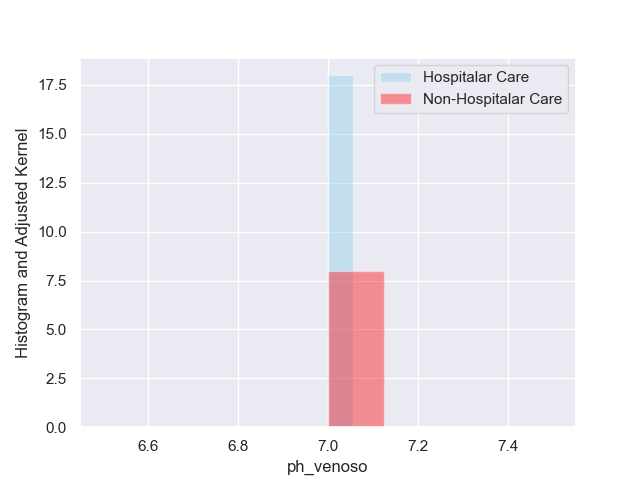 Hospitalar Care
Non-Hospitalar Care
17.5
15.0
12.5
10.0
7.5
5.0
2.5
0.0
Histogram and Adjusted Kernel
6.6 6.8 7.0 7.2 7.4
ph_venoso